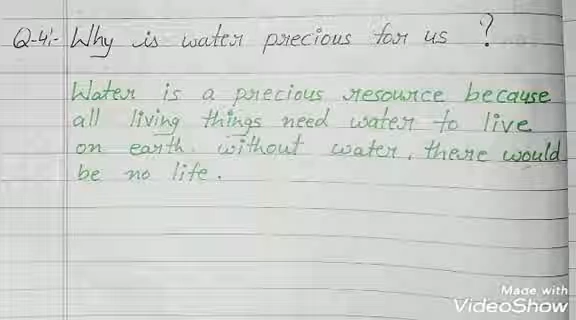 Q-4:- Why is water precious for us ?
Water is a precious resource because
all living things need water to live
on earth. without water, there would
be no life.
Made with
VideoShow